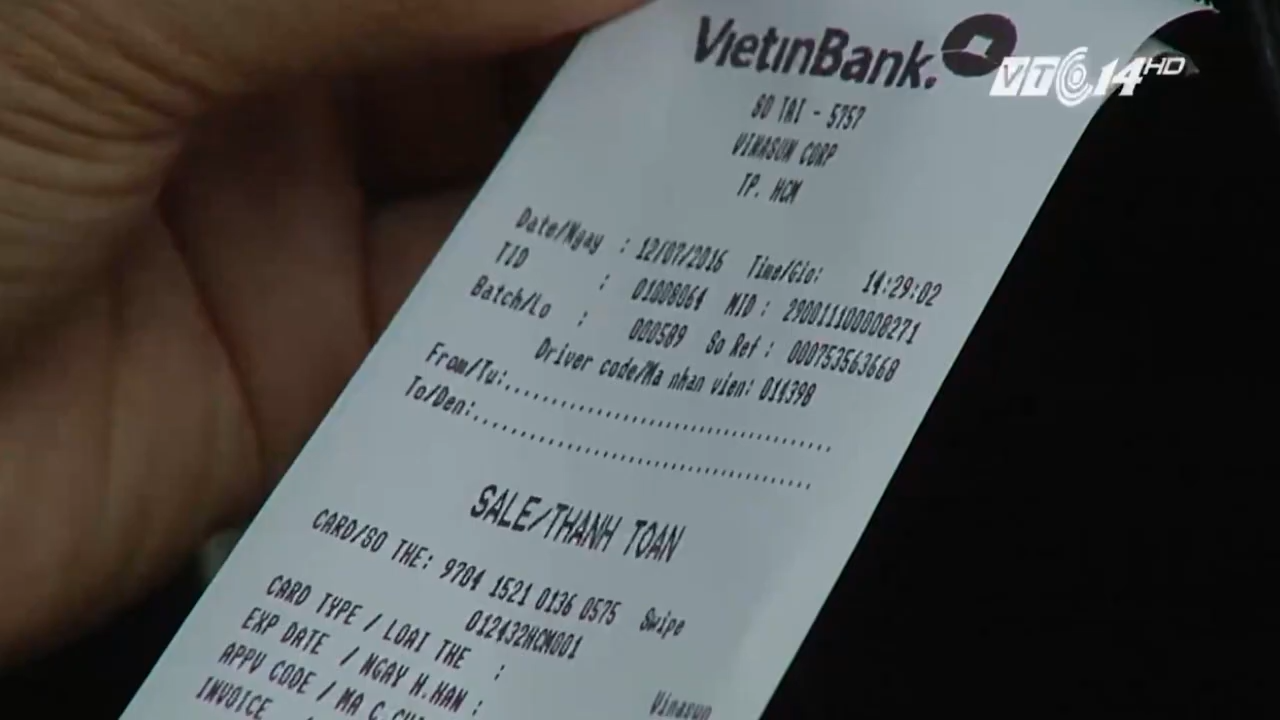 VietinBank.
VTC14 HD
SO TAI - 5757
VINASUN CORP
TP. HCM
Date/Ngay : 12/07/2016 Time/Gio: 14:29:02
TID : 01008064 MID : 290011100008271
Batch/Lo : 000589 So Ref : 000753563668
Driver code/Ma nhan vien: 014398
From/Tu:
To/Den:
SALE/THANH TOAN
CARD/SO THE: 9704 1521 0136 0575 Swipe
012432HCM001
CARD TYPE / LOAI THE :
EXP DATE / NGAY H.HAN : Vinasun
APPV CODE / MA C.
INVOICE /